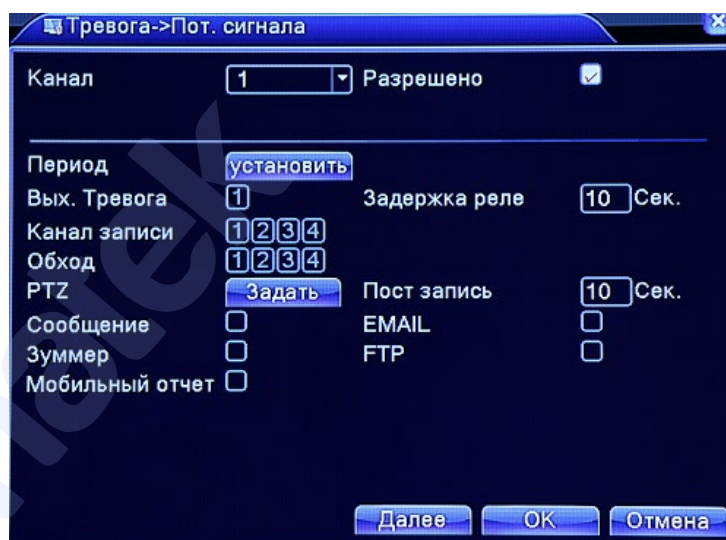 Тревога->Пот. сигнала
Канал 1 Разрешено
Период установить
Вых. Тревога 1 Задержка реле 10 Сек.
Канал записи 1 2 3 4
Обход 1 2 3 4
PTZ Задать Пост запись 10 Сек.
Сообщение EMAIL
Зуммер FTP
Мобильный отчет
Далее OK Отмена